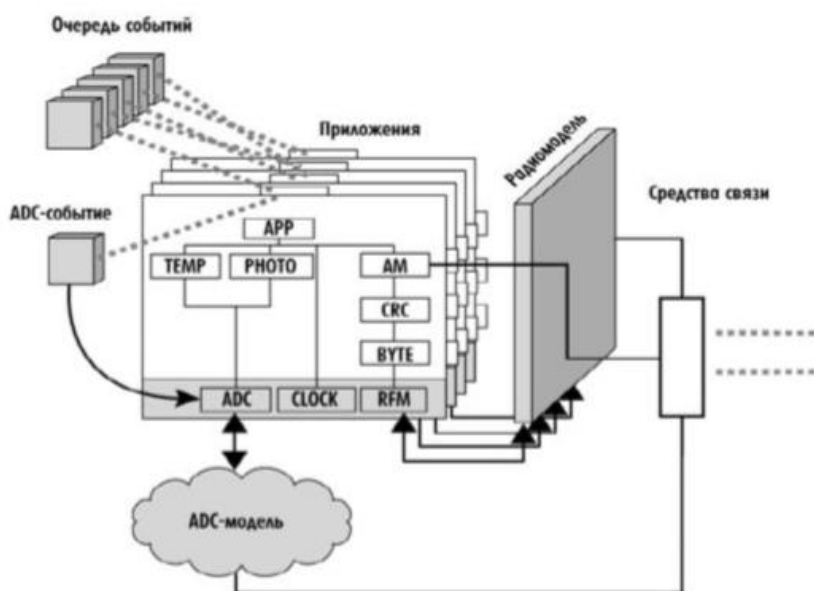 Очередь событий
Приложения
Радиомодель
Средства связи
ADC-событие
APP
TEMP PHOTO AM
CRC
BYTE
ADC CLOCK RFM
ADC-модель